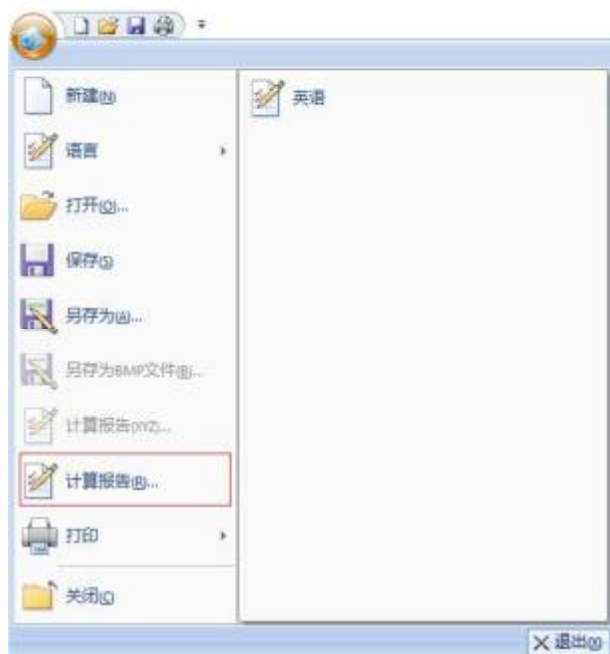 新建(N)
英语
语言
打开(O)...
保存(S)
另存为(A)...
另存为BMP文件(B)...
计算报告(XYZ)...
计算报告(R)...
打印
关闭(C)
退出(X)